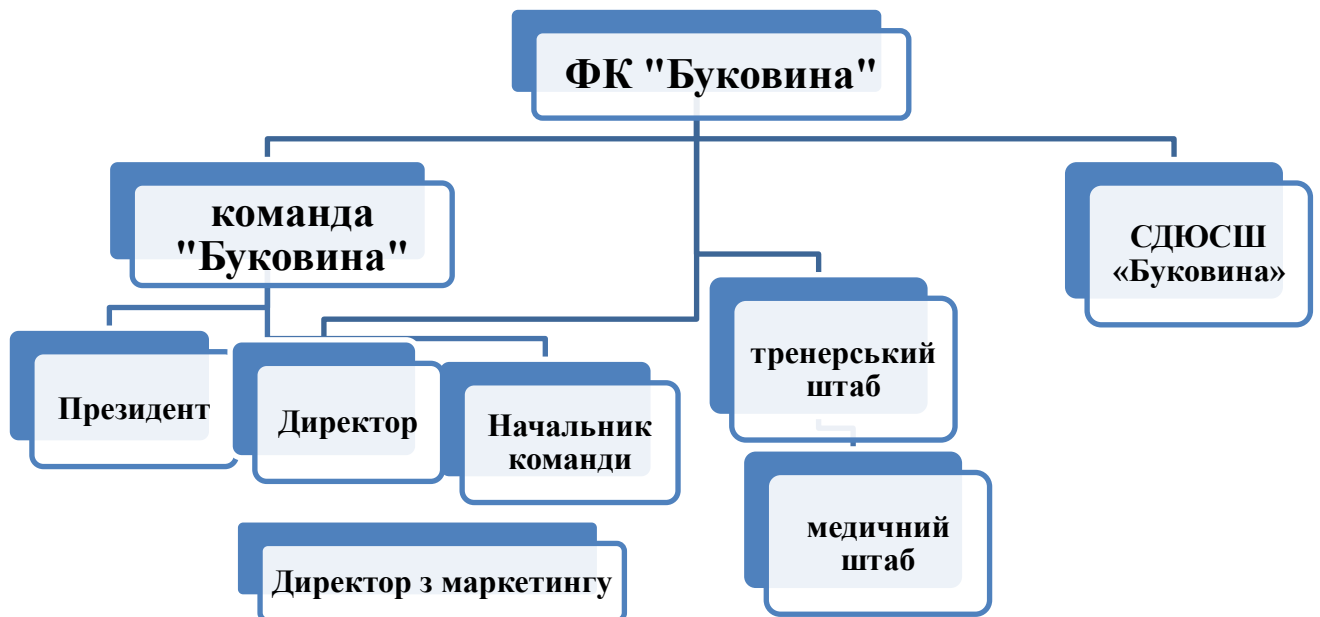 ФК "Буковина"
команда
"Буковина"
СДЮСШ
«Буковина»
Президент
Директор
Начальник
команди
тренерський
штаб
медичний
штаб
Директор з маркетингу